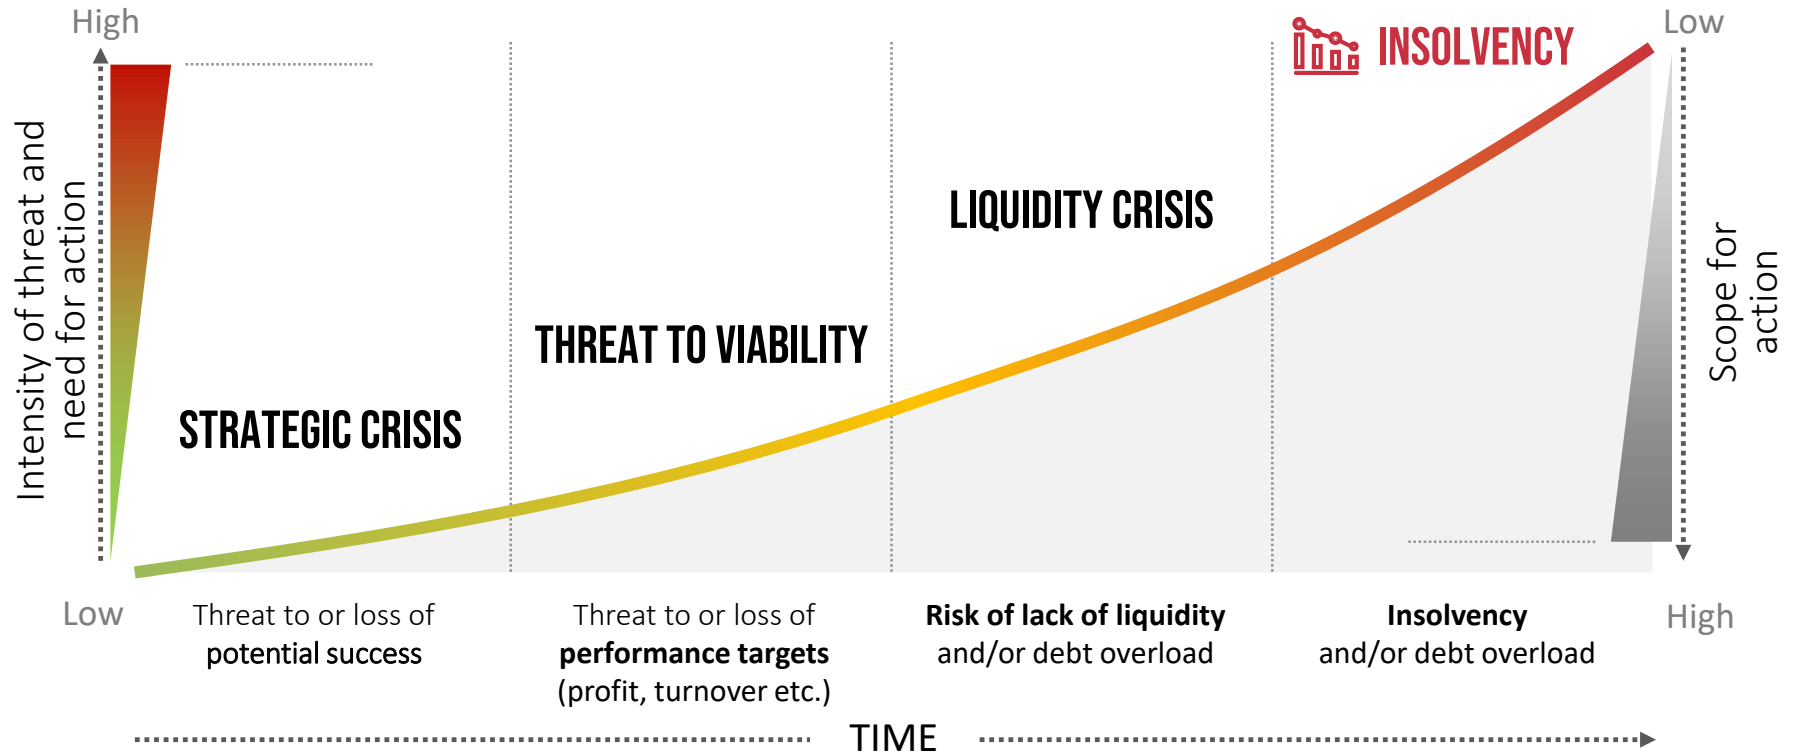 High
Low
INSOLVENCY
Intensity of threat and
need for action
LIQUIDITY CRISIS
THREAT TO VIABILITY
STRATEGIC CRISIS
Scope for
action
Low
Threat to or loss of
potential success
Threat to or loss of
performance targets
(profit, turnover etc.)
Risk of lack of liquidity
and/or debt overload
Insolvency
and/or debt overload
High
TIME